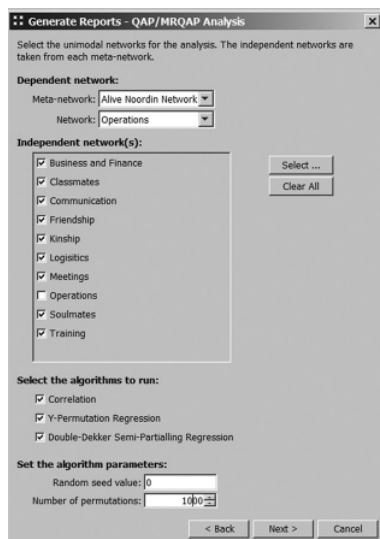 Generate Reports - QAP/MRQAP Analysis
Select the unimodal networks for the analysis. The independent networks are
taken from each meta-network.
Dependent network:
Meta-network: Alive Noordin Network
Network: Operations
Independent network(s):
Business and Finance
Classmates
Communication
Friendship
Kinship
Logisitics
Meetings
Operations
Soulmates
Training
Select ...
Clear All
Select the algorithms to run:
Correlation
Y-Permutation Regression
Double-Dekker Semi-Partialling Regression
Set the algorithm parameters:
Random seed value: 0
Number of permutations: 1000
< Back Next > Cancel